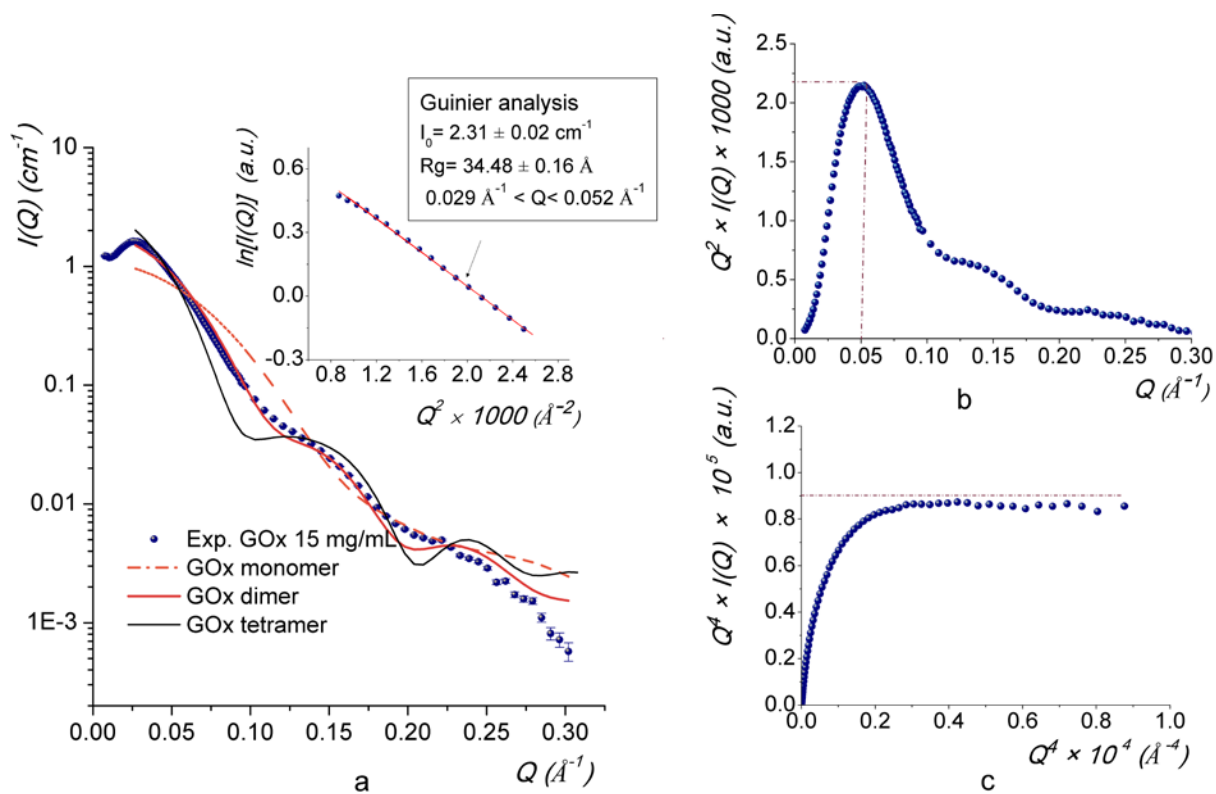 I(Q) (cm⁻¹)
10
1
0.1
0.01
1E-3
0.00 0.05 0.10 0.15 0.20 0.25 0.30
Q (Å⁻¹)
Exp. GOx 15 mg/mL
GOx monomer
GOx dimer
GOx tetramer
a
ln[I(Q)] (a.u.)
0.6
0.3
0.0
-0.3
0.8 1.2 1.6 2.0 2.4 2.8
Q² × 1000 (Å⁻²)
Guinier analysis
I₀= 2.31 ± 0.02 cm⁻¹
Rg= 34.48 ± 0.16 Å
0.029 Å⁻¹ < Q< 0.052 Å⁻¹
Q² × I(Q) × 1000 (a.u.)
2.5
2.0
1.5
1.0
0.5
0.0
0.00 0.05 0.10 0.15 0.20 0.25 0.30
Q (Å⁻¹)
b
Q⁴ × I(Q) × 10⁵ (a.u.)
1.1
0.9
0.8
0.6
0.5
0.3
0.2
0.0
0.0 0.2 0.4 0.6 0.8 1.0
Q⁴ × 10⁴ (Å⁻⁴)
c